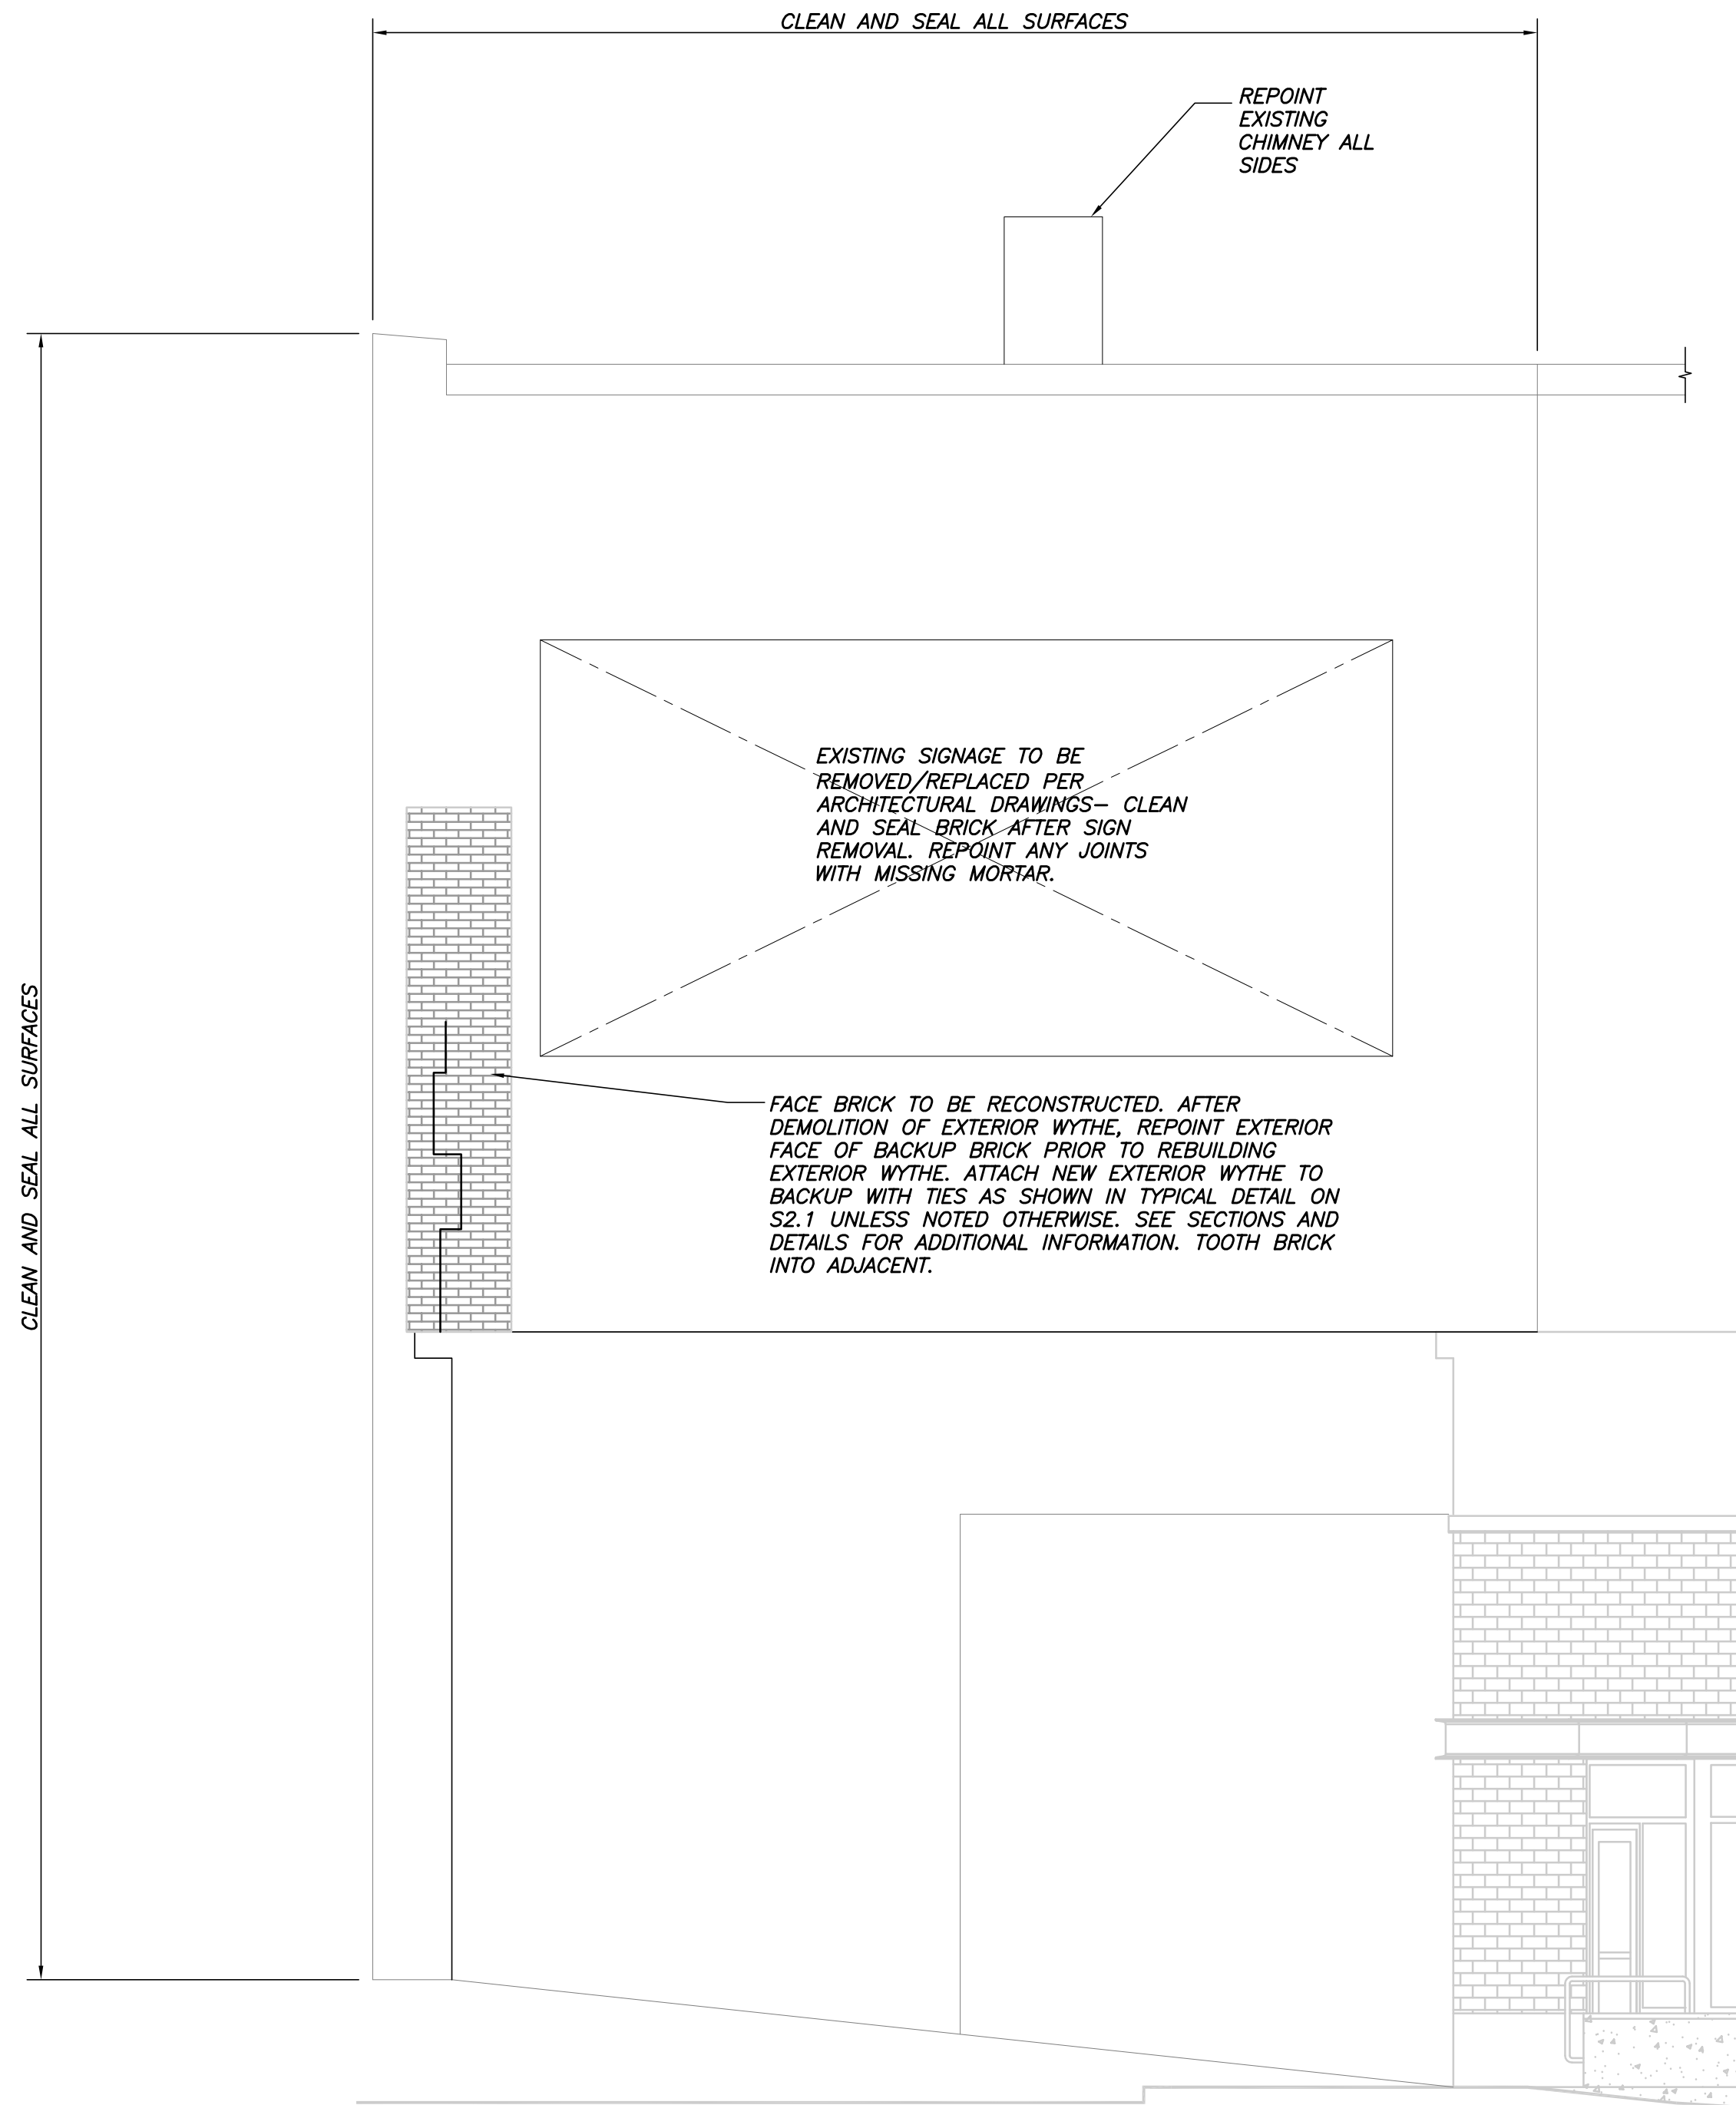 CLEAN AND SEAL ALL SURFACES
REPOINT
EXISTING
CHIMNEY ALL
SIDES
EXISTING SIGNAGE TO BE
REMOVED/REPLACED PER
ARCHITECTURAL DRAWINGS- CLEAN
AND SEAL BRICK AFTER SIGN
REMOVAL. REPOINT ANY JOINTS
WITH MISSING MORTAR.
CLEAN AND SEAL ALL SURFACES
FACE BRICK TO BE RECONSTRUCTED. AFTER
DEMOLITION OF EXTERIOR WYTHE, REPOINT EXTERIOR
FACE OF BACKUP BRICK PRIOR TO REBUILDING
EXTERIOR WYTHE. ATTACH NEW EXTERIOR WYTHE TO
BACKUP WITH TIES AS SHOWN IN TYPICAL DETAIL ON
S2.1 UNLESS NOTED OTHERWISE. SEE SECTIONS AND
DETAILS FOR ADDITIONAL INFORMATION. TOOTH BRICK
INTO ADJACENT.